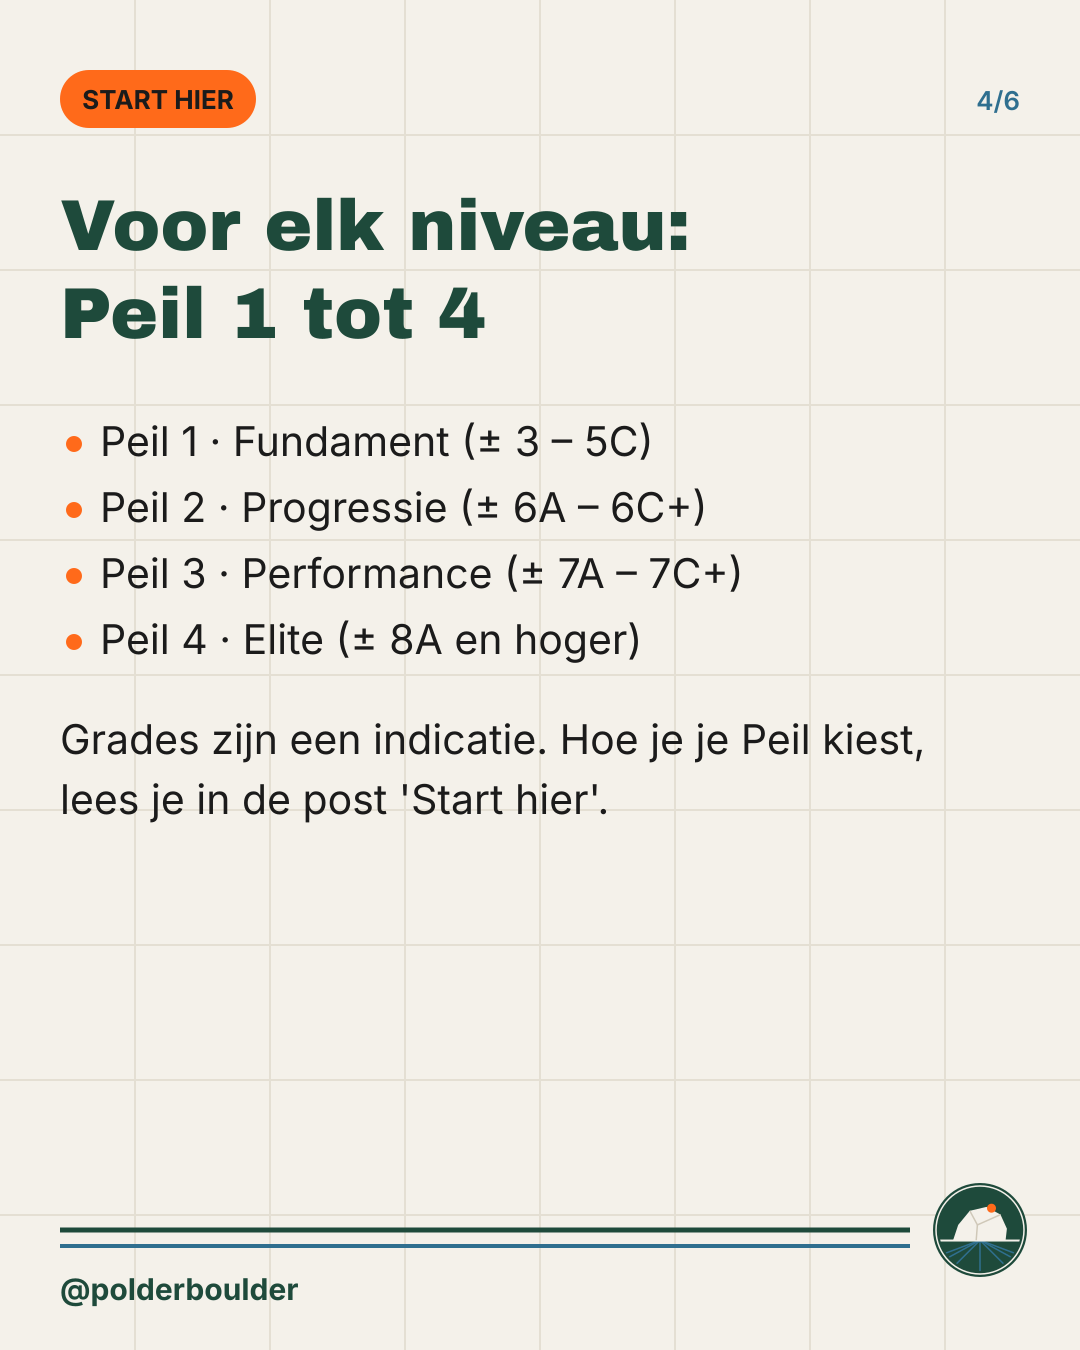 START HIER
4/6
Voor elk niveau:
Peil 1 tot 4
Peil 1 · Fundament (± 3 – 5C)
Peil 2 · Progressie (± 6A – 6C+)
Peil 3 · Performance (± 7A – 7C+)
Peil 4 · Elite (± 8A en hoger)
Grades zijn een indicatie. Hoe je je Peil kiest,
lees je in de post 'Start hier'.
@polderboulder